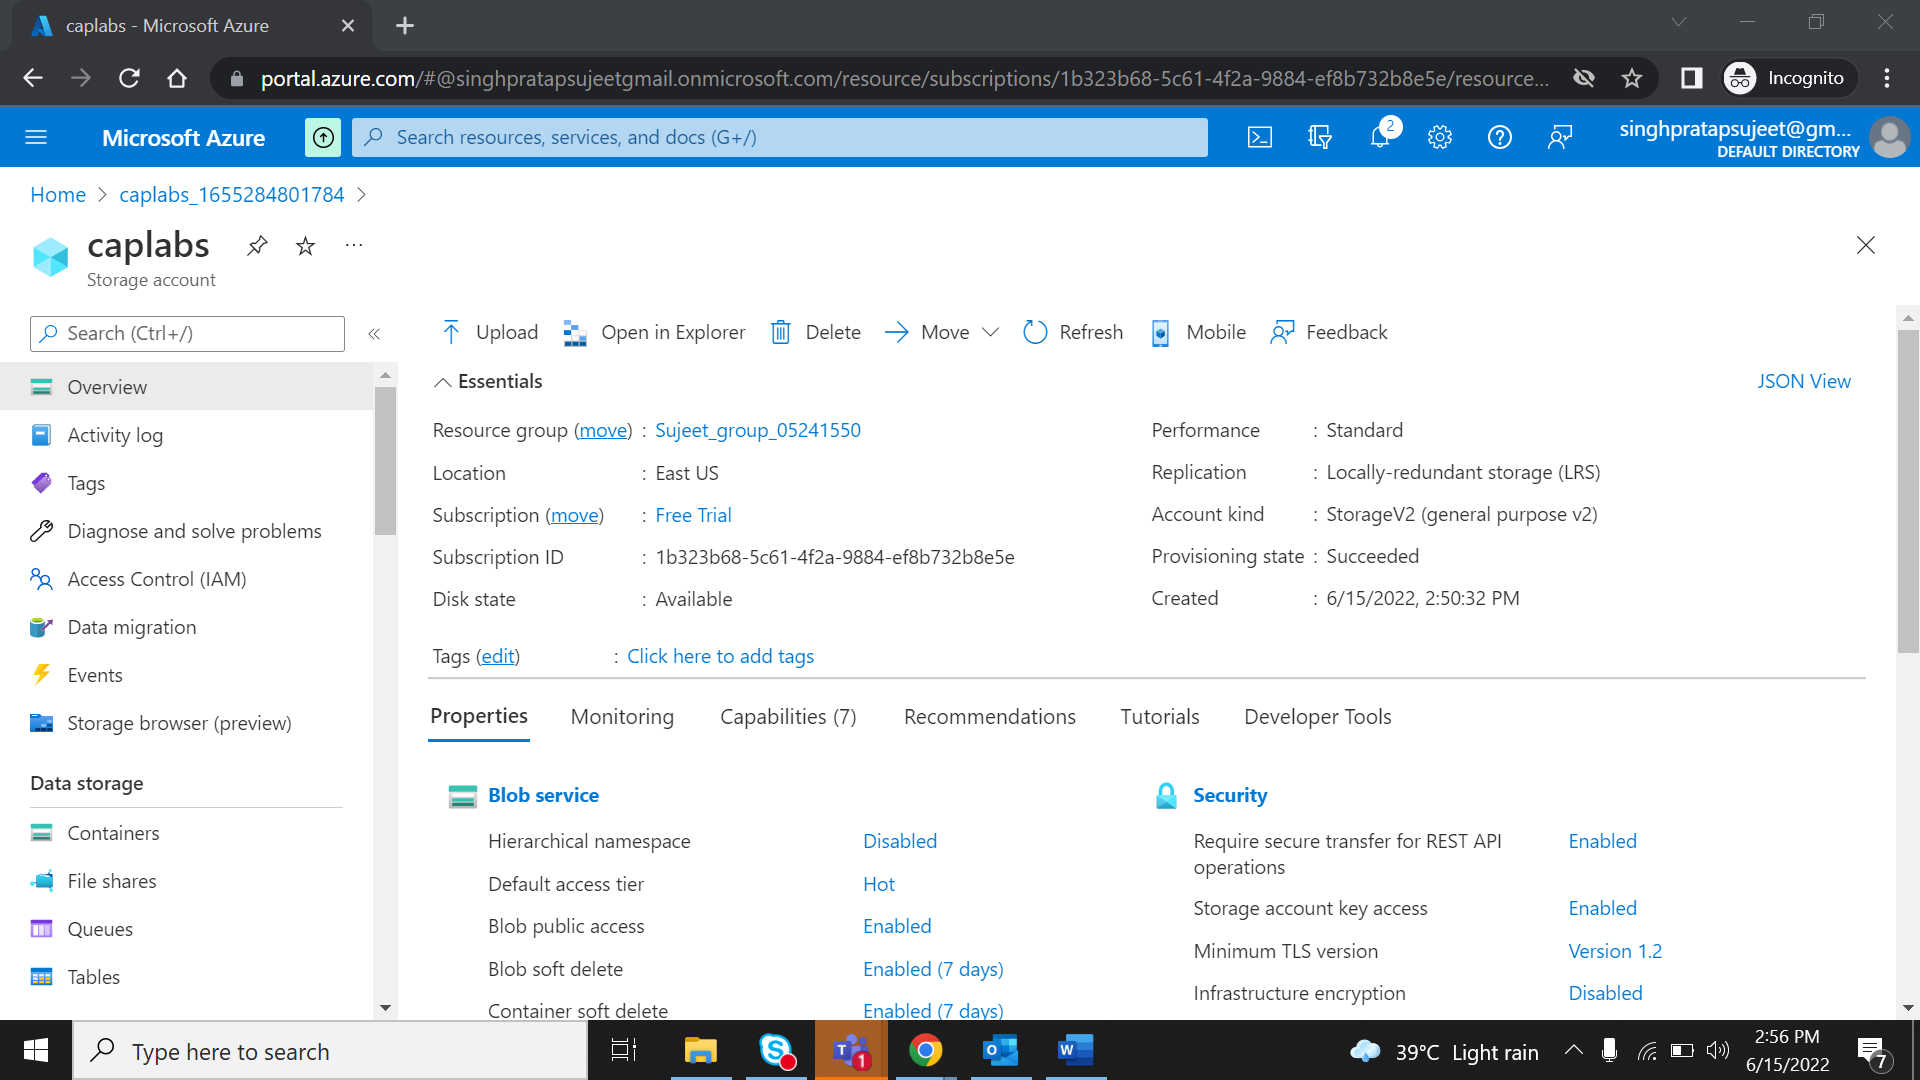 caplabs - Microsoft Azure
portal.azure.com/#@singhpratapsujeetgmail.onmicrosoft.com/resource/subscriptions/1b323b68-5c61-4f2a-9884-ef8b732b8e5e/resource...
Incognito
Microsoft Azure
Search resources, services, and docs (G+/)
2
singhpratapsujeet@gm...
DEFAULT DIRECTORY
Home
caplabs_1655284801784
caplabs
...
Storage account
Search (Ctrl+/)
Overview
Activity log
Tags
Diagnose and solve problems
Access Control (IAM)
Data migration
Events
Storage browser (preview)
Data storage
Containers
File shares
Queues
Tables
Upload
Open in Explorer
Delete
Move
Refresh
Mobile
Feedback
Essentials
JSON View
Resource group (move) : Sujeet_group_05241550
Location : East US
Subscription (move) : Free Trial
Subscription ID : 1b323b68-5c61-4f2a-9884-ef8b732b8e5e
Disk state : Available
Tags (edit) : Click here to add tags
Performance : Standard
Replication : Locally-redundant storage (LRS)
Account kind : StorageV2 (general purpose v2)
Provisioning state : Succeeded
Created : 6/15/2022, 2:50:32 PM
Properties
Monitoring
Capabilities (7)
Recommendations
Tutorials
Developer Tools
Blob service
Hierarchical namespace Disabled
Default access tier Hot
Blob public access Enabled
Blob soft delete Enabled (7 days)
Container soft delete Enabled (7 days)
Security
Require secure transfer for REST API Enabled
operations
Storage account key access Enabled
Minimum TLS version Version 1.2
Infrastructure encryption Disabled
Type here to search
1
39°C Light rain
2:56 PM
6/15/2022
7